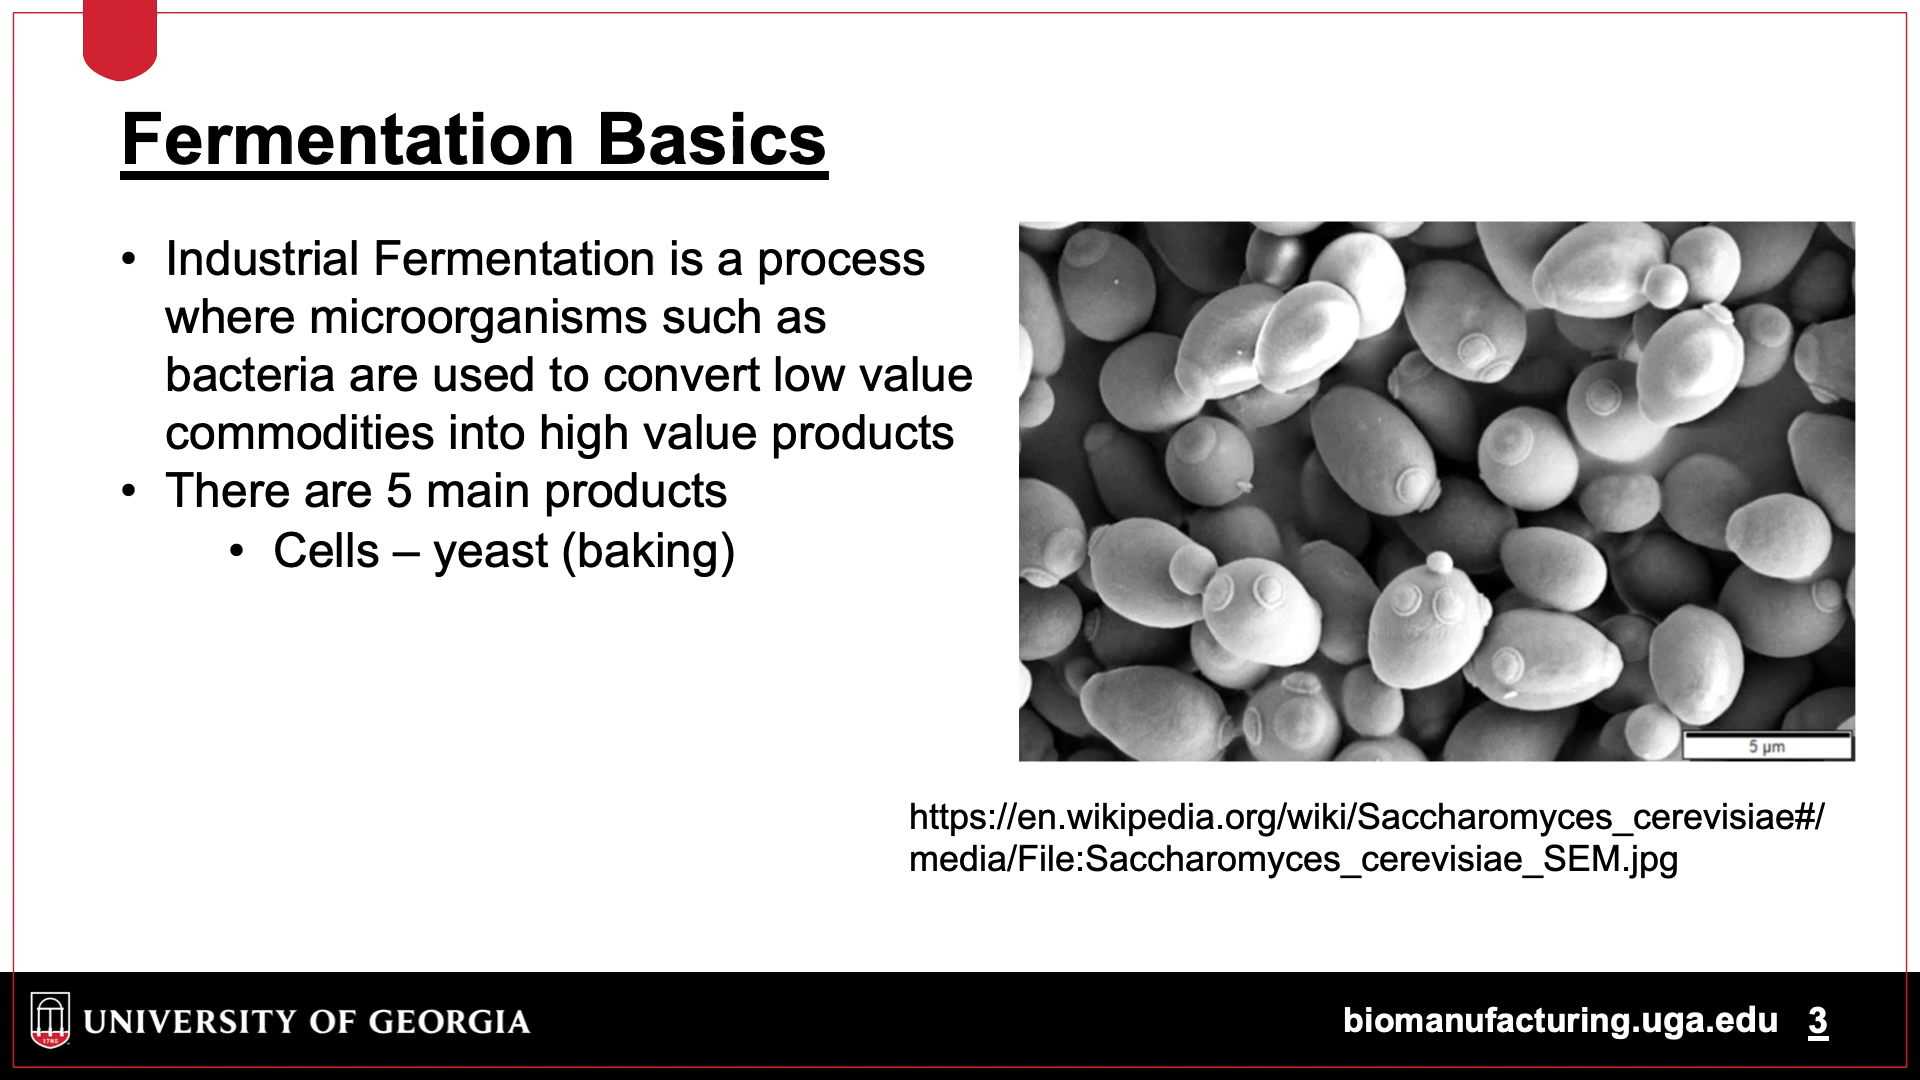 Fermentation Basics
• Industrial Fermentation is a process
where microorganisms such as
bacteria are used to convert low value
commodities into high value products
• There are 5 main products
• Cells – yeast (baking)
5 µm
https://en.wikipedia.org/wiki/Saccharomyces_cerevisiae#/
media/File:Saccharomyces_cerevisiae_SEM.jpg
1785
UNIVERSITY OF GEORGIA
biomanufacturing.uga.edu 3